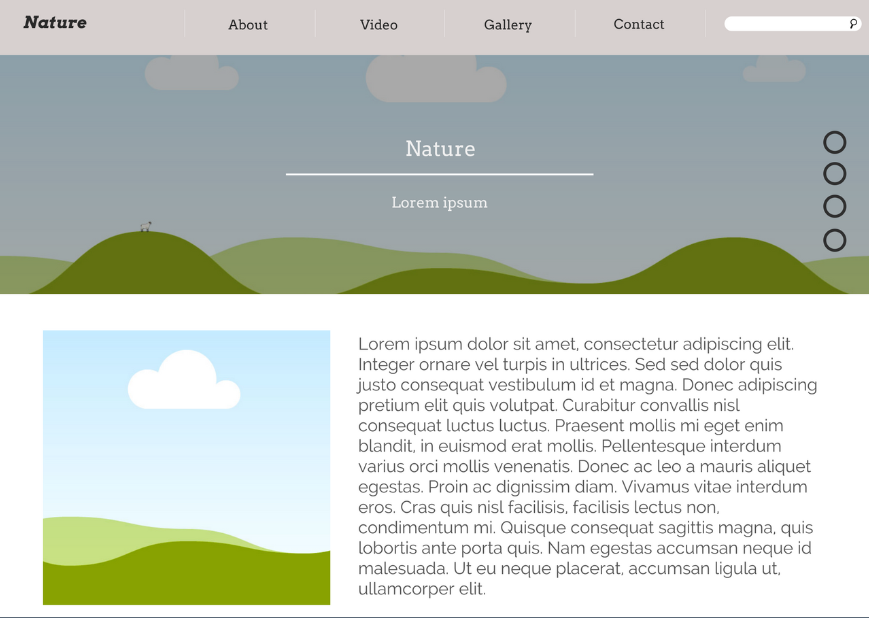 Nature
About
Video
Gallery
Contact
Nature
Lorem ipsum
Lorem ipsum dolor sit amet, consectetur adipiscing elit.
Integer ornare vel turpis in ultrices. Sed sed dolor quis
justo consequat vestibulum id et magna. Donec adipiscing
pretium elit quis volutpat. Curabitur convallis nisl
consequat luctus luctus. Praesent mollis mi eget enim
blandit, in euismod erat mollis. Pellentesque interdum
varius orci mollis venenatis. Donec ac leo a mauris aliquet
egestas. Proin ac dignissim diam. Vivamus vitae interdum
eros. Cras quis nisl facilisis, facilisis lectus non,
condimentum mi. Quisque consequat sagittis magna, quis
lobortis ante porta quis. Nam egestas accumsan neque id
malesuada. Ut eu neque placerat, accumsan ligula ut,
ullamcorper elit.